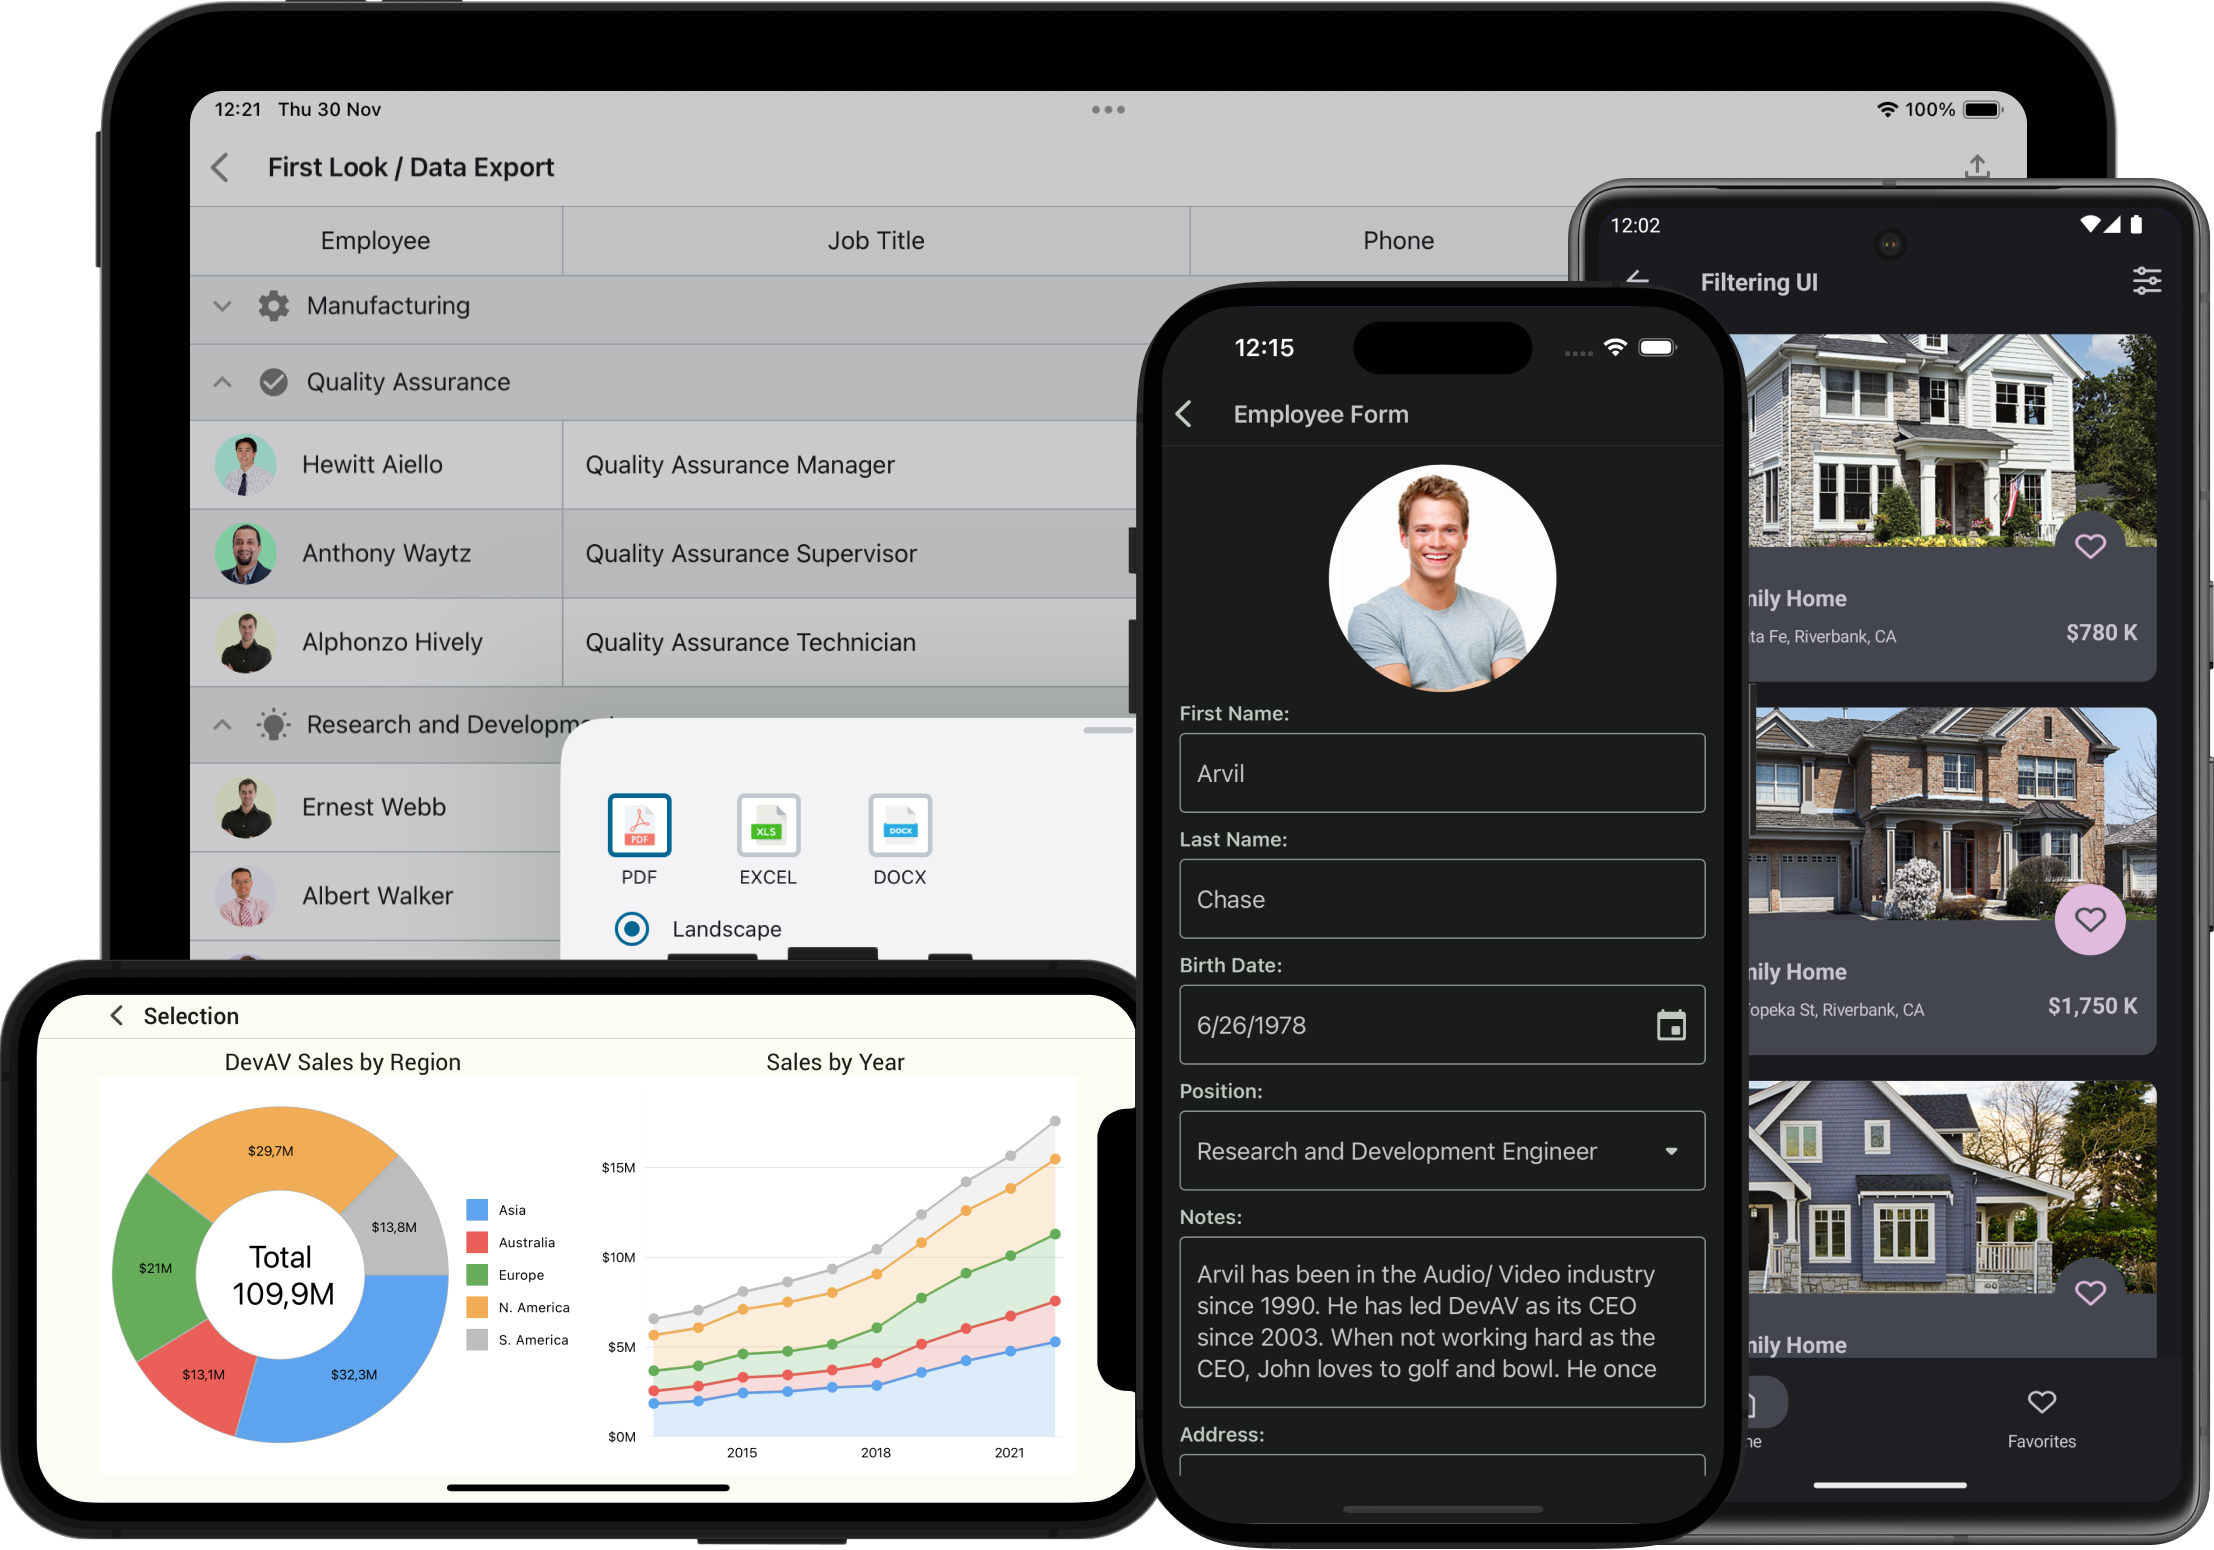 12:21 Thu 30 Nov
100%
First Look / Data Export
Employee
Job Title
Phone
Manufacturing
Quality Assurance
Hewitt Aiello
Quality Assurance Manager
Anthony Waytz
Quality Assurance Supervisor
Alphonzo Hively
Quality Assurance Technician
Research and Developm
Ernest Webb
Albert Walker
PDF
XLS
DOCX
PDF
EXCEL
DOCX
Landscape
Selection
DevAV Sales by Region
$29,7M
$13,8M
$21M
Total
109,9M
$13,1M
$32,3M
Asia
Australia
Europe
N. America
S. America
Sales by Year
$15M
$10M
$5M
$0M
2015
2018
2021
12:15
Employee Form
First Name:
Arvil
Last Name:
Chase
Birth Date:
6/26/1978
Position:
Research and Development Engineer
Notes:
Arvil has been in the Audio/ Video industry
since 1990. He has led DevAV as its CEO
since 2003. When not working hard as the
CEO, John loves to golf and bowl. He once
Address:
12:02
Filtering UI
mily Home
ta Fe, Riverbank, CA
$780 K
mily Home
opeka St, Riverbank, CA
$1,750 K
mily Home
me
Favorites